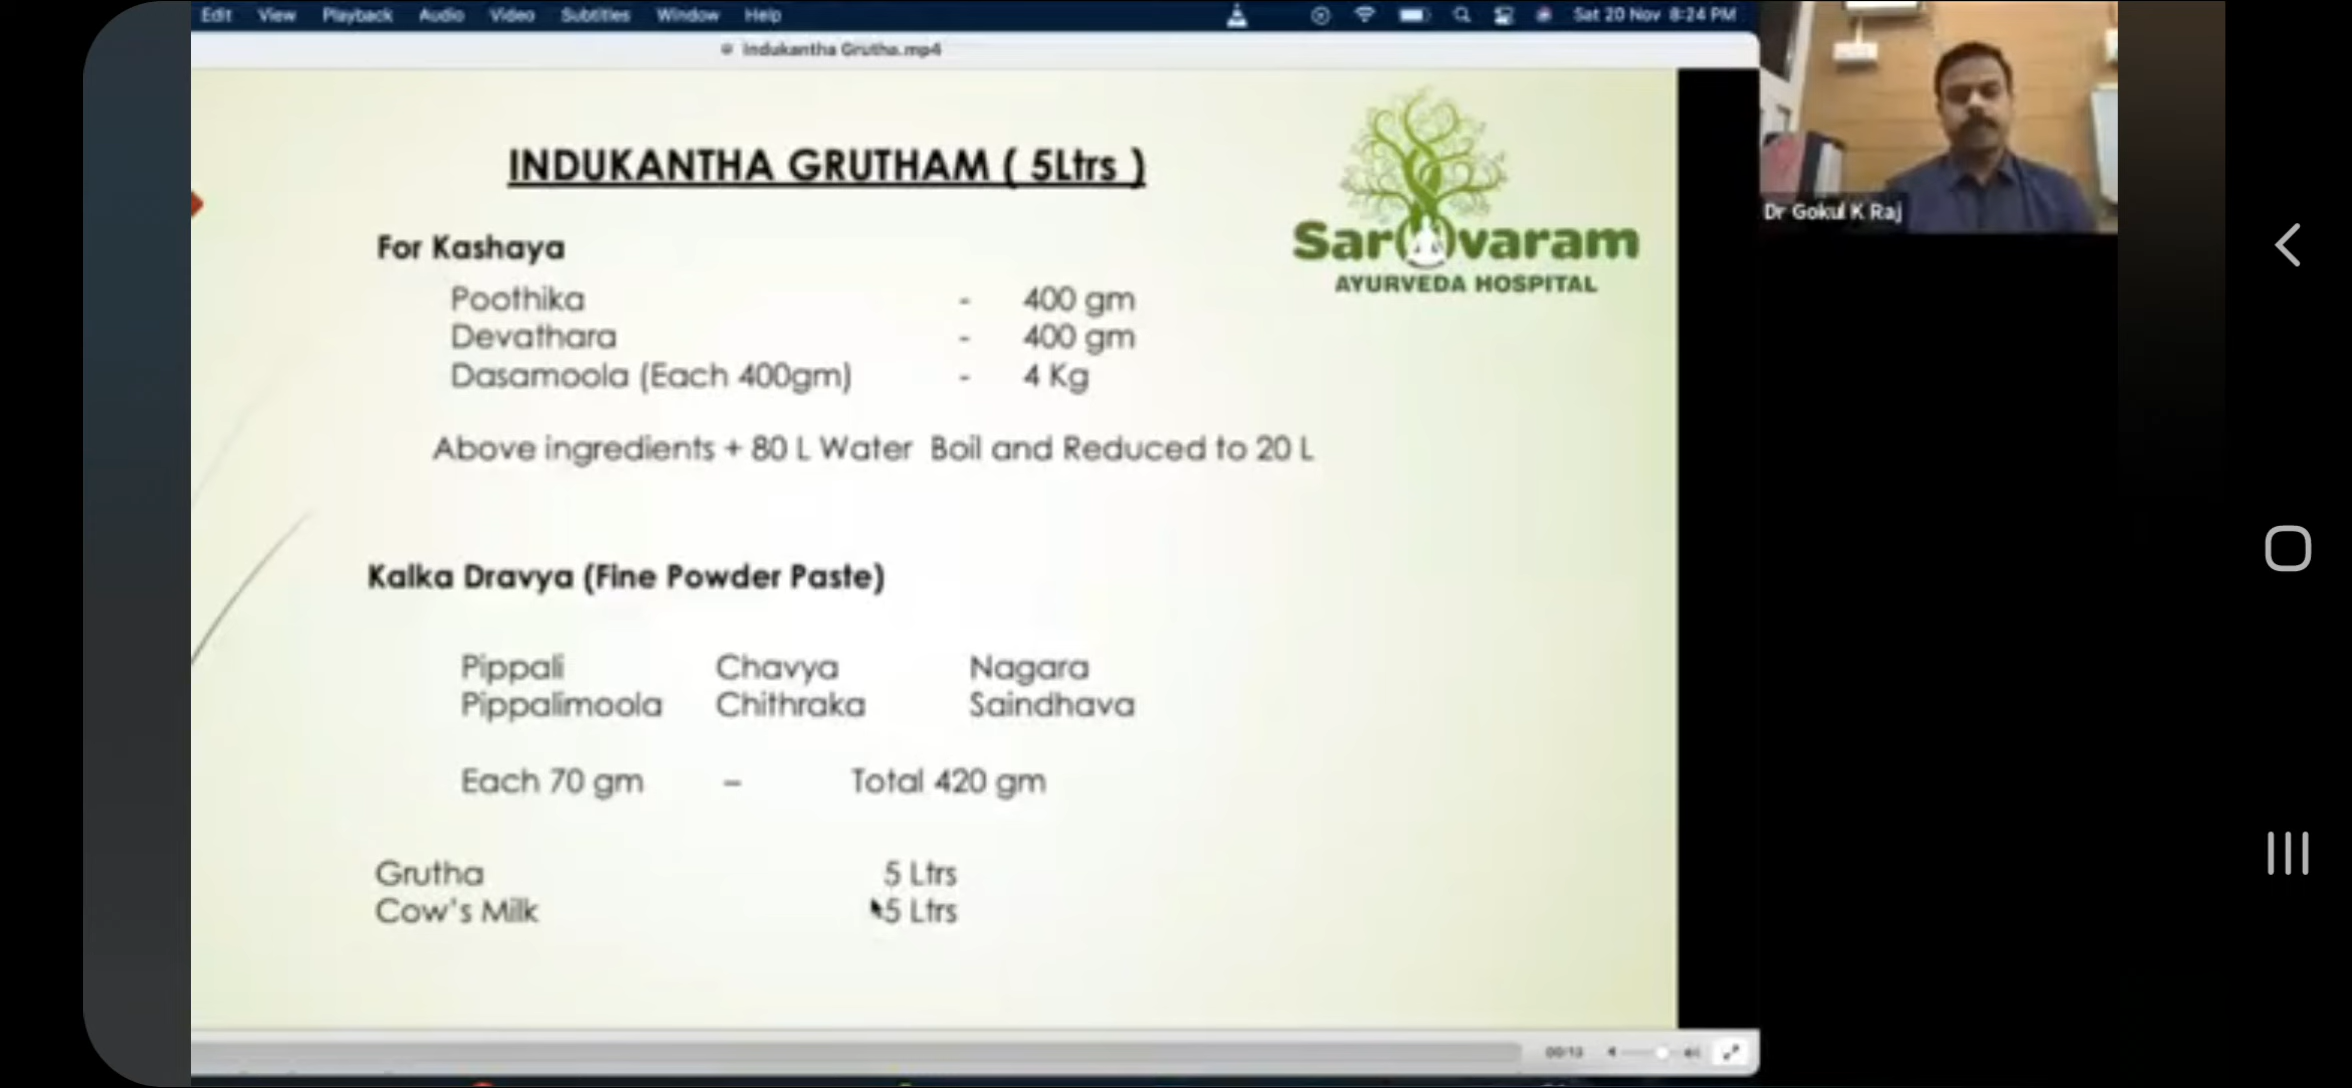 Edit View Playback Audio Video Subtitles Window Help Sat 20 Nov 8:24 PM
Indukantha Grutha.mp4
INDUKANTHA GRUTHAM ( 5Ltrs )
Sarovaram
AYURVEDA HOSPITAL
Dr Gokul K Raj
For Kashaya
Poothika - 400 gm
Devathara - 400 gm
Dasamoola (Each 400gm) - 4 Kg
Above ingredients + 80 L Water Boil and Reduced to 20 L
Kalka Dravya (Fine Powder Paste)
Pippali Chavya Nagara
Pippalimoola Chithraka Saindhava
Each 70 gm – Total 420 gm
Grutha 5 Ltrs
Cow's Milk 5 Ltrs
00:13